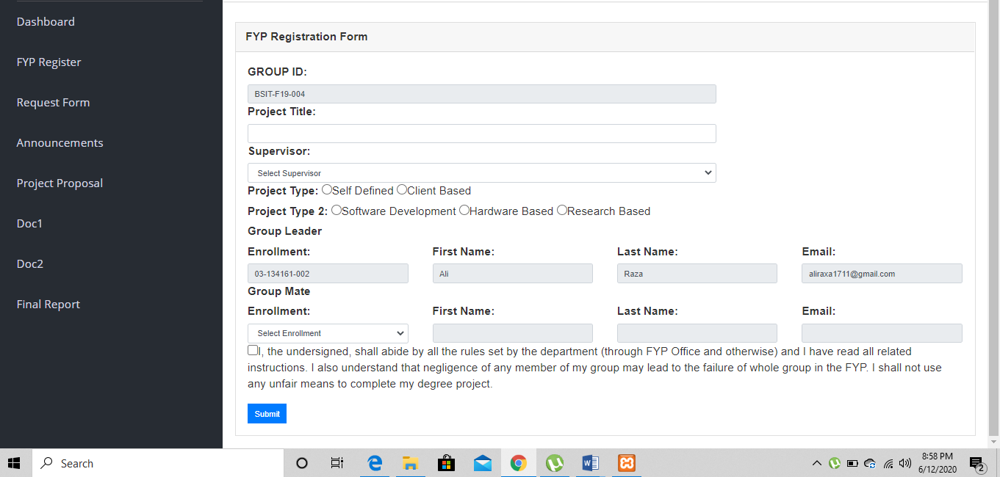 Dashboard
FYP Register
Request Form
Announcements
Project Proposal
Doc1
Doc2
Final Report
FYP Registration Form
GROUP ID:
BSIT-F19-004
Project Title:
Supervisor:
Select Supervisor
Project Type: Self Defined Client Based
Project Type 2: Software Development Hardware Based Research Based
Group Leader
Enrollment: First Name: Last Name: Email:
03-134161-002 Ali Raza aliraxa1711@gmail.com
Group Mate
Enrollment: First Name: Last Name: Email:
Select Enrollment
I, the undersigned, shall abide by all the rules set by the department (through FYP Office and otherwise) and I have read all related
instructions. I also understand that negligence of any member of my group may lead to the failure of whole group in the FYP. I shall not use
any unfair means to complete my degree project.
Submit
Search
8:58 PM
6/12/2020
2